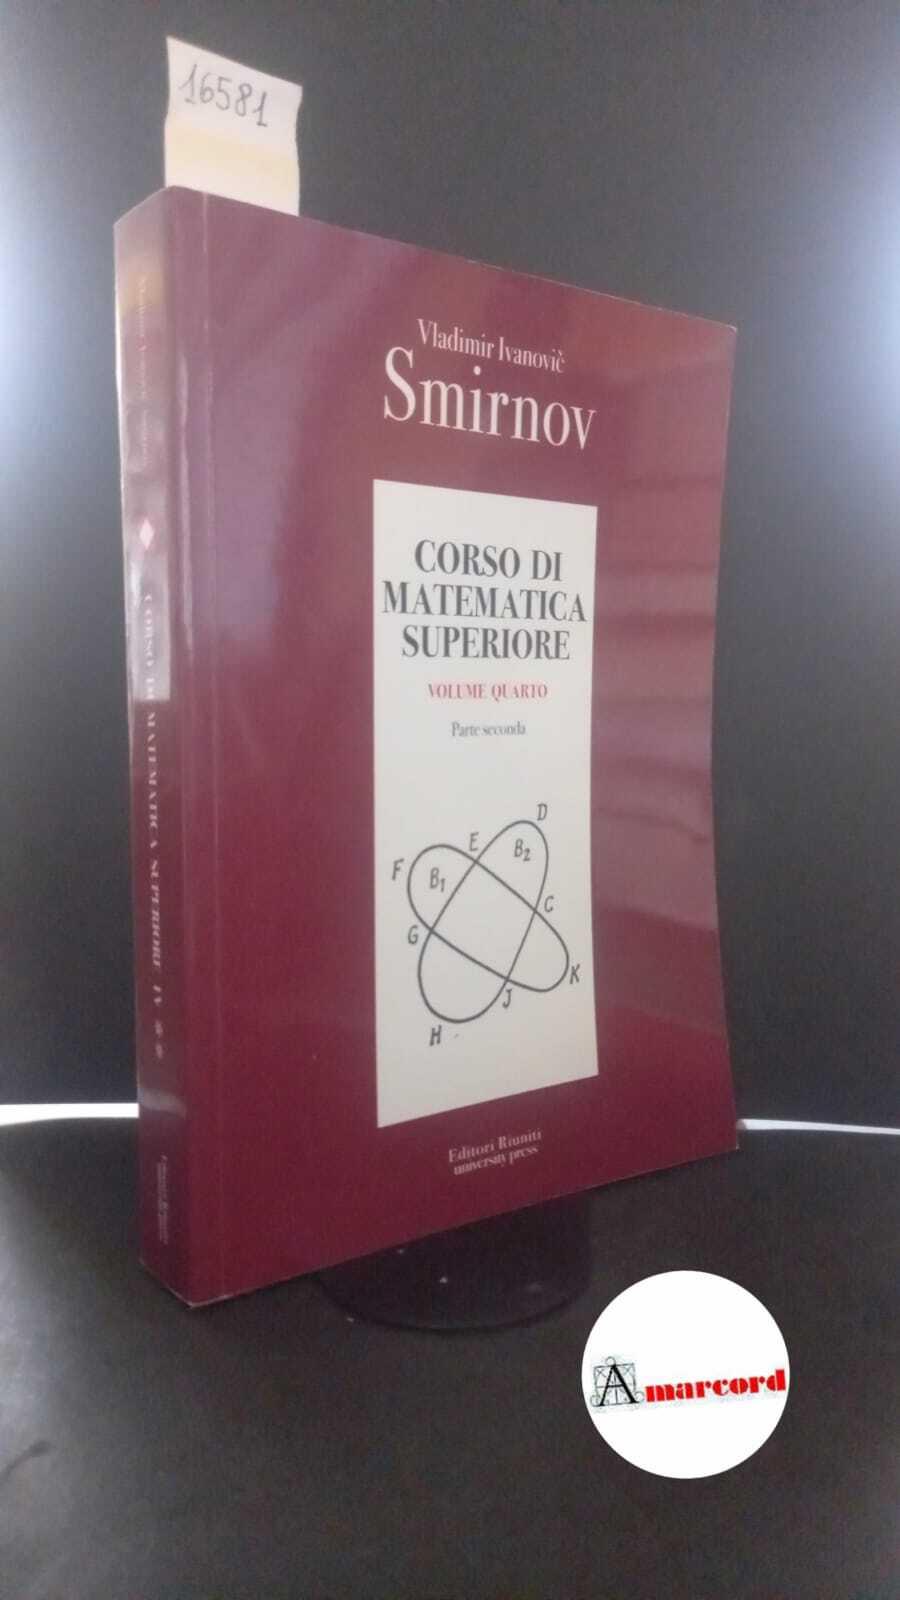 16581
Vladimir Ivanovič
Smirnov
CORSO DI
MATEMATICA
SUPERIORE
VOLUME QUARTO
Parte seconda
D
E
B2
F
B1
C
G
K
J
H
Editori Riuniti
university press
CORSO DI MATEMATICA SUPERIORE IV **
Amarcord